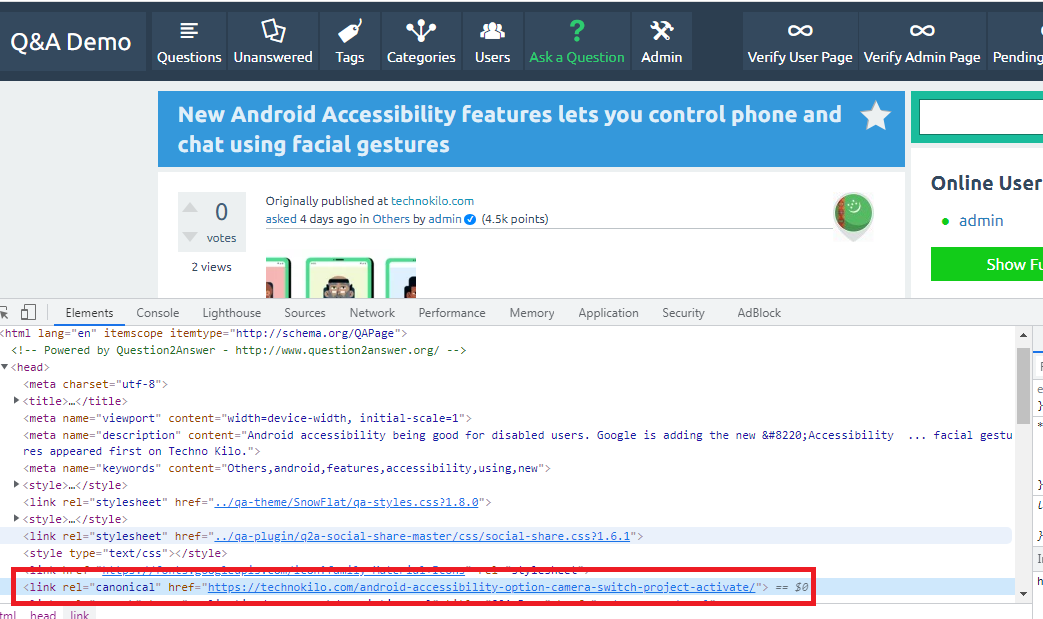 Q&A Demo
Questions
Unanswered
Tags
Categories
Users
Ask a Question
Admin
Verify User Page
Verify Admin Page
Pending
New Android Accessibility features lets you control phone and
chat using facial gestures
0
votes
2 views
Originally published at technokilo.com
asked 4 days ago in Others by admin (4.5k points)
Online User
admin
Show Fu
Elements Console Lighthouse Sources Network Performance Memory Application Security AdBlock
<html lang="en" itemscope itemtype="http://schema.org/QAPage">
<!-- Powered by Question2Answer - http://www.question2answer.org/ -->
<head>
<meta charset="utf-8">
<title>…</title>
<meta name="viewport" content="width=device-width, initial-scale=1">
<meta name="description" content="Android accessibility being good for disabled users. Google is adding the new &#8220;Accessibility ... facial gestu
res appeared first on Techno Kilo.">
<meta name="keywords" content="Others,android,features,accessibility,using,new">
<style>…</style>
<link rel="stylesheet" href="../qa-theme/SnowFlat/qa-styles.css?1.8.0">
<style>…</style>
<link rel="stylesheet" href="../qa-plugin/q2a-social-share-master/css/social-share.css?1.6.1">
<style type="text/css"></style>
<link rel="canonical" href="https://technokilo.com/android-accessibility-option-camera-switch-project-activate/"> == $0
tml head link